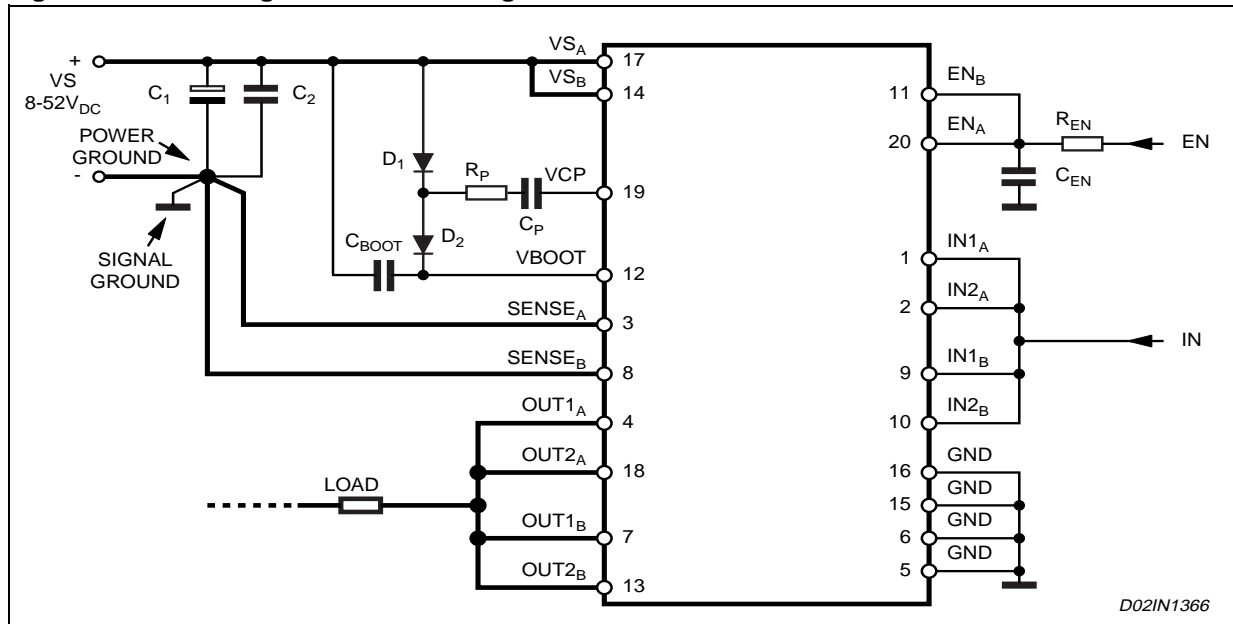 +
VS
8-52VDC
POWER
GROUND
-
SIGNAL
GROUND
C1
C2
D1
RP
CP
VCP
D2
CBOOT
VBOOT
SENSEA
SENSEB
OUT1A
OUT2A
LOAD
OUT1B
OUT2B
VSA
VSB
17
14
19
12
3
8
4
18
7
13
11
20
1
2
9
10
16
15
6
5
ENB
ENA
REN
EN
CEN
IN1A
IN2A
IN
IN1B
IN2B
GND
GND
GND
GND
D02IN1366